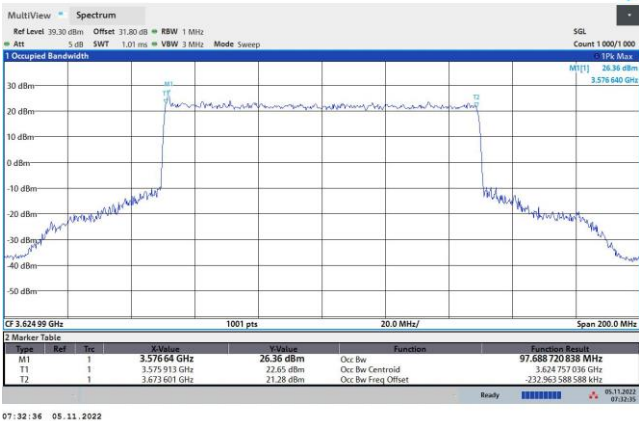 MultiView Spectrum
Ref Level 39.30 dBm Offset 31.80 dB RBW 1 MHz SGL
Att 5 dB SWT 1.01 ms VBW 3 MHz Mode Sweep Count 1 000/1 000
1 Occupied Bandwidth 1Pk Max
M1[1] 26.36 dBm
3.576 640 GHz
M1
30 dBm
T1
T2
20 dBm
10 dBm
0 dBm
-10 dBm
-20 dBm
-30 dBm
-40 dBm
-50 dBm
CF 3.624 99 GHz 1001 pts 20.0 MHz/ Span 200.0 MHz
2 Marker Table
Type Ref Trc X-Value Y-Value Function Function Result
M1 1 3.576 64 GHz 26.36 dBm Occ Bw 97.688 720 838 MHz
T1 1 3.575 913 GHz 22.65 dBm Occ Bw Centroid 3.624 757 036 GHz
T2 1 3.673 601 GHz 21.28 dBm Occ Bw Freq Offset -232.963 588 588 kHz
Ready 05.11.2022
07:32:35
07:32:36 05.11.2022